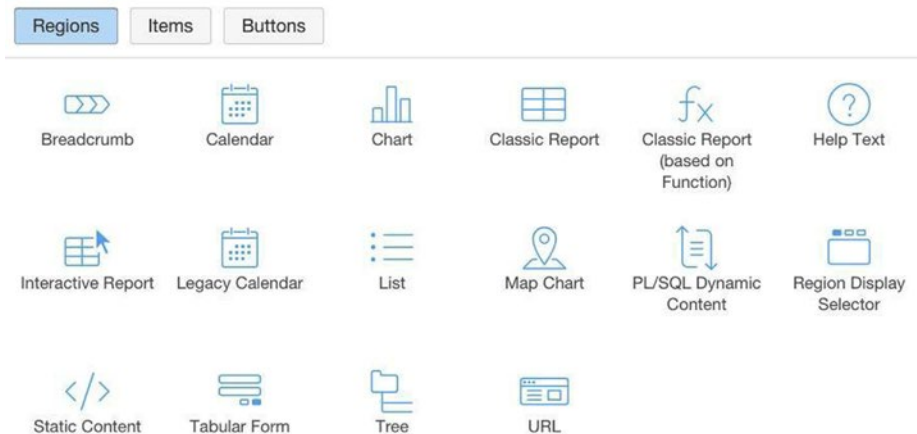 Regions Items Buttons
Breadcrumb Calendar Chart Classic Report Classic Report Help Text
(based on
Function)
Interactive Report Legacy Calendar List Map Chart PL/SQL Dynamic Region Display
Content Selector
Static Content Tabular Form Tree URL